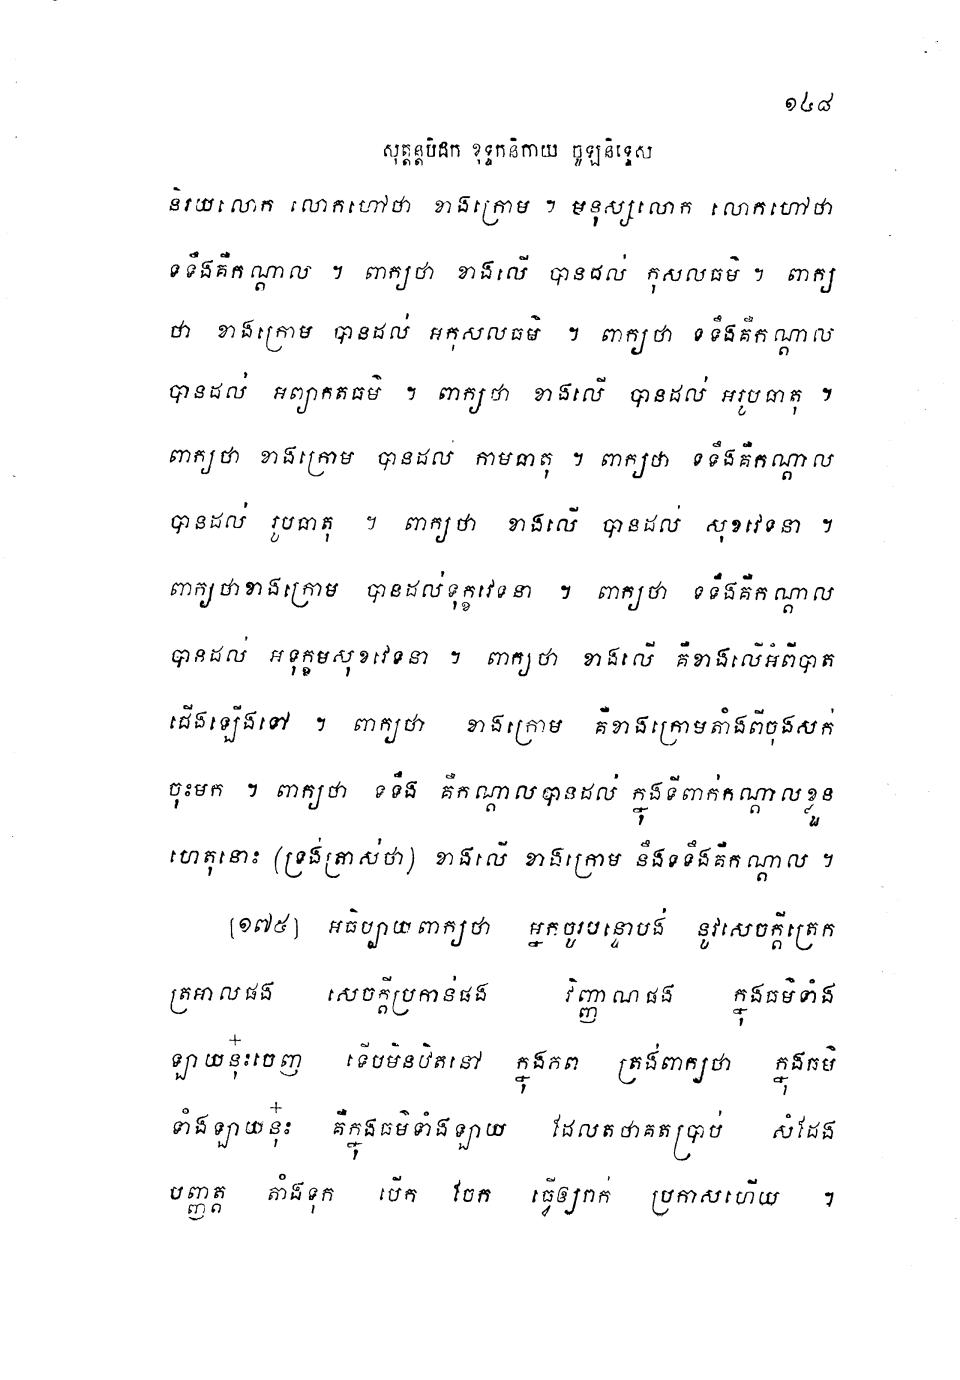 ១៤៨
សុត្តន្តបិដក ខុទ្ទកនិកាយ ចូឡនិទ្ទេស
និរយលោក លោកហៅថា ខាងក្រោម ។ មនុស្សលោក លោកហៅថា
ទទឹងគឺកណ្តាល ។ ពាក្យថា ខាងលើ បានដល់ កុសលធម៌ ។ ពាក្យ
ថា ខាងក្រោម បានដល់ អកុសលធម៌ ។ ពាក្យថា ទទឹងគឺកណ្តាល
បានដល់ អព្យាកតធម៌ ។ ពាក្យថា ខាងលើ បានដល់ អរូបធាតុ ។
ពាក្យថា ខាងក្រោម បានដល់ កាមធាតុ ។ ពាក្យថា ទទឹងគឺកណ្តាល
បានដល់ រូបធាតុ ។ ពាក្យថា ខាងលើ បានដល់ សុខវេទនា ។
ពាក្យថាខាងក្រោម បានដល់ទុក្ខវេទនា ។ ពាក្យថា ទទឹងគឺកណ្តាល
បានដល់ អទុក្ខមសុខវេទនា ។ ពាក្យថា ខាងលើ គឺខាងលើអំពីបាត
ជើងឡើងទៅ ។ ពាក្យថា ខាងក្រោម គឺខាងក្រោមតាំងពីចុងសក់
ចុះមក ។ ពាក្យថា ទទឹង គឺកណ្តាលបានដល់ ក្នុងទីពាក់កណ្តាលខ្លួន
ហេតុនោះ (ទ្រង់ត្រាស់ថា) ខាងលើ ខាងក្រោម នឹងទទឹងគឺកណ្តាល ។
[១៧៥] អធិប្បាយពាក្យថា អ្នកចូរបន្ទោបង់ នូវសេចក្តីត្រេក
ត្រអាលផង សេចក្តីប្រកាន់ផង វិញ្ញាណផង ក្នុងធម៌ទាំង
ឡាយនុ៎ះចេញ ទើបមិនឋិតនៅ ក្នុងភព ត្រង់ពាក្យថា ក្នុងធម៌
ទាំងឡាយនុ៎ះ គឺក្នុងធម៌ទាំងឡាយ ដែលតថាគតប្រាប់ សំដែង
បញ្ញត្ត តាំងទុក បើក វែក ធ្វើឲ្យរាក់ ប្រកាសហើយ ។